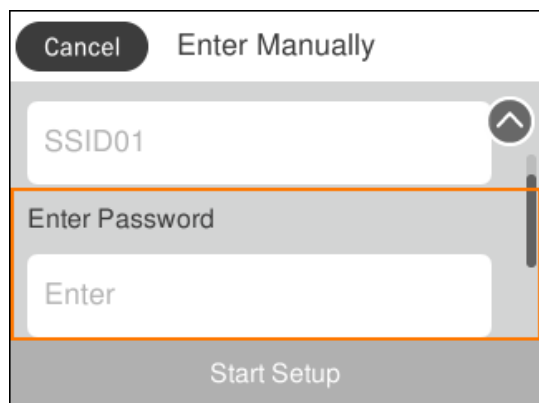 Cancel Enter Manually
SSID01
Enter Password
Enter
Start Setup